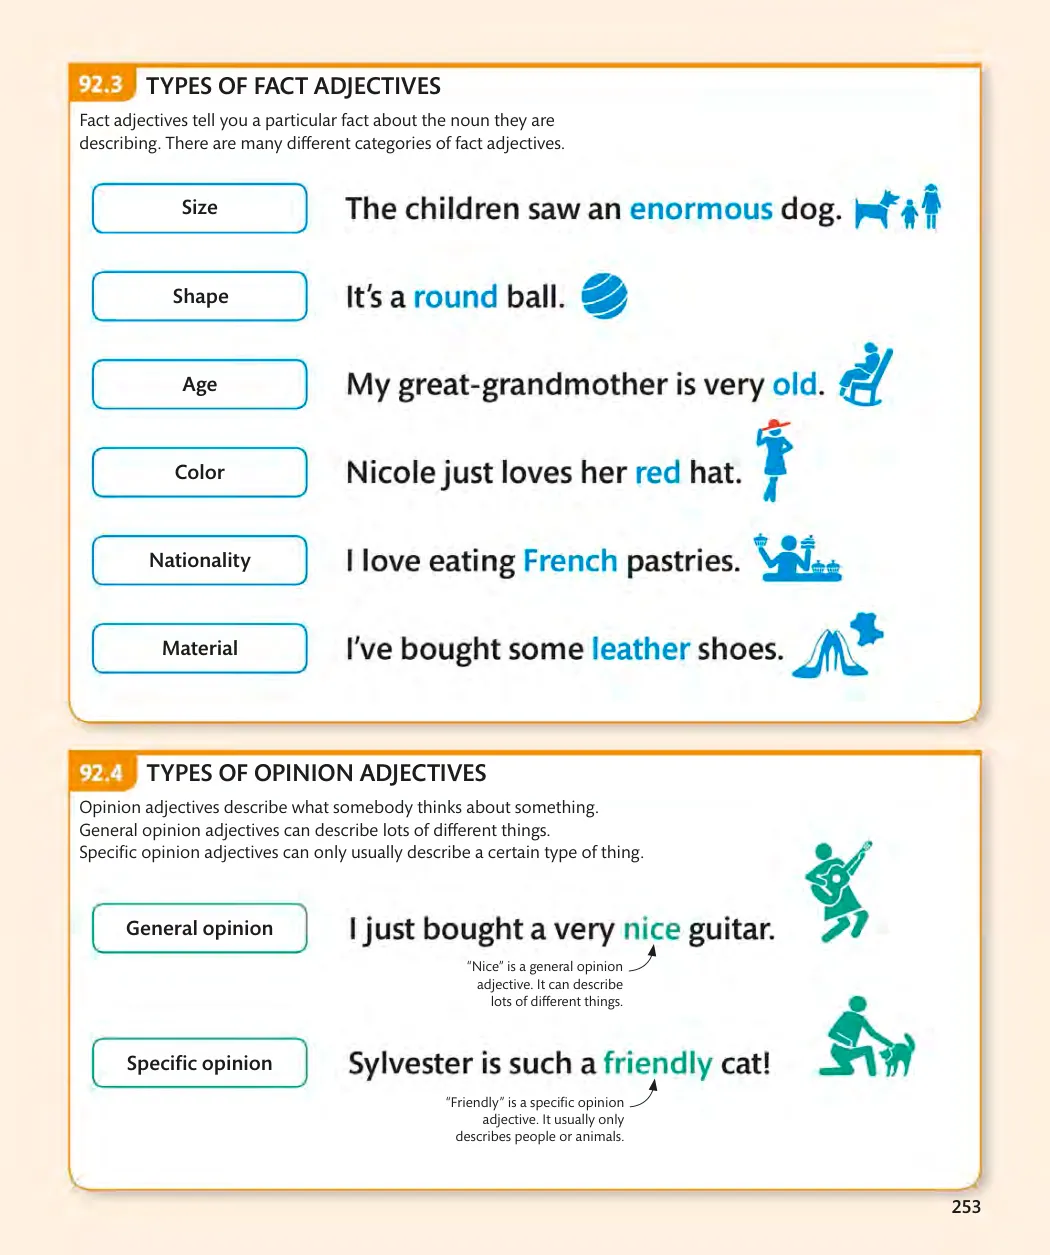 92.3 TYPES OF FACT ADJECTIVES
Fact adjectives tell you a particular fact about the noun they are
describing. There are many different categories of fact adjectives.
Size
The children saw an enormous dog.
Shape
It's a round ball.
Age
My great-grandmother is very old.
Color
Nicole just loves her red hat.
Nationality
I love eating French pastries.
Material
I've bought some leather shoes.
92.4 TYPES OF OPINION ADJECTIVES
Opinion adjectives describe what somebody thinks about something.
General opinion adjectives can describe lots of different things.
Specific opinion adjectives can only usually describe a certain type of thing.
General opinion
I just bought a very nice guitar.
“Nice” is a general opinion
adjective. It can describe
lots of different things.
Specific opinion
Sylvester is such a friendly cat!
“Friendly” is a specific opinion
adjective. It usually only
describes people or animals.
253